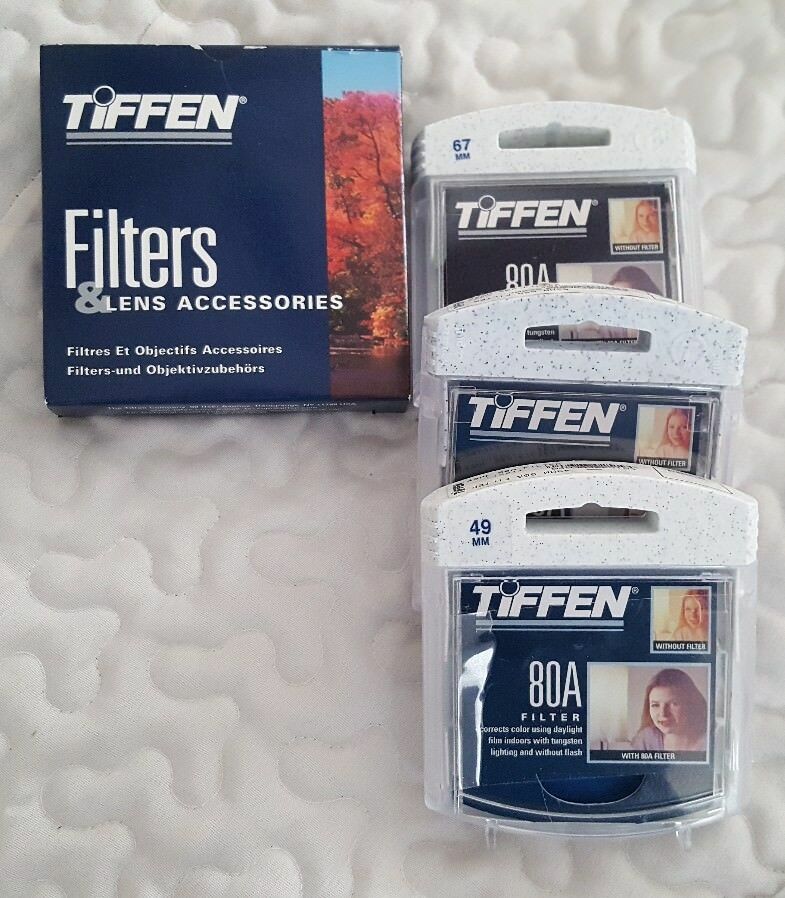 TiFFEN®
Filters
& LENS ACCESSORIES
Filtres Et Objectifs Accessoires
Filters-und Objektivzubehörs
67
MM
TiFFEN®
WITHOUT FILTER
80A
tungsten
TiFFEN®
WITHOUT FILTER
49
MM
TiFFEN®
WITHOUT FILTER
80A
FILTER
corrects color using daylight
film indoors with tungsten
lighting and without flash
WITH 80A FILTER